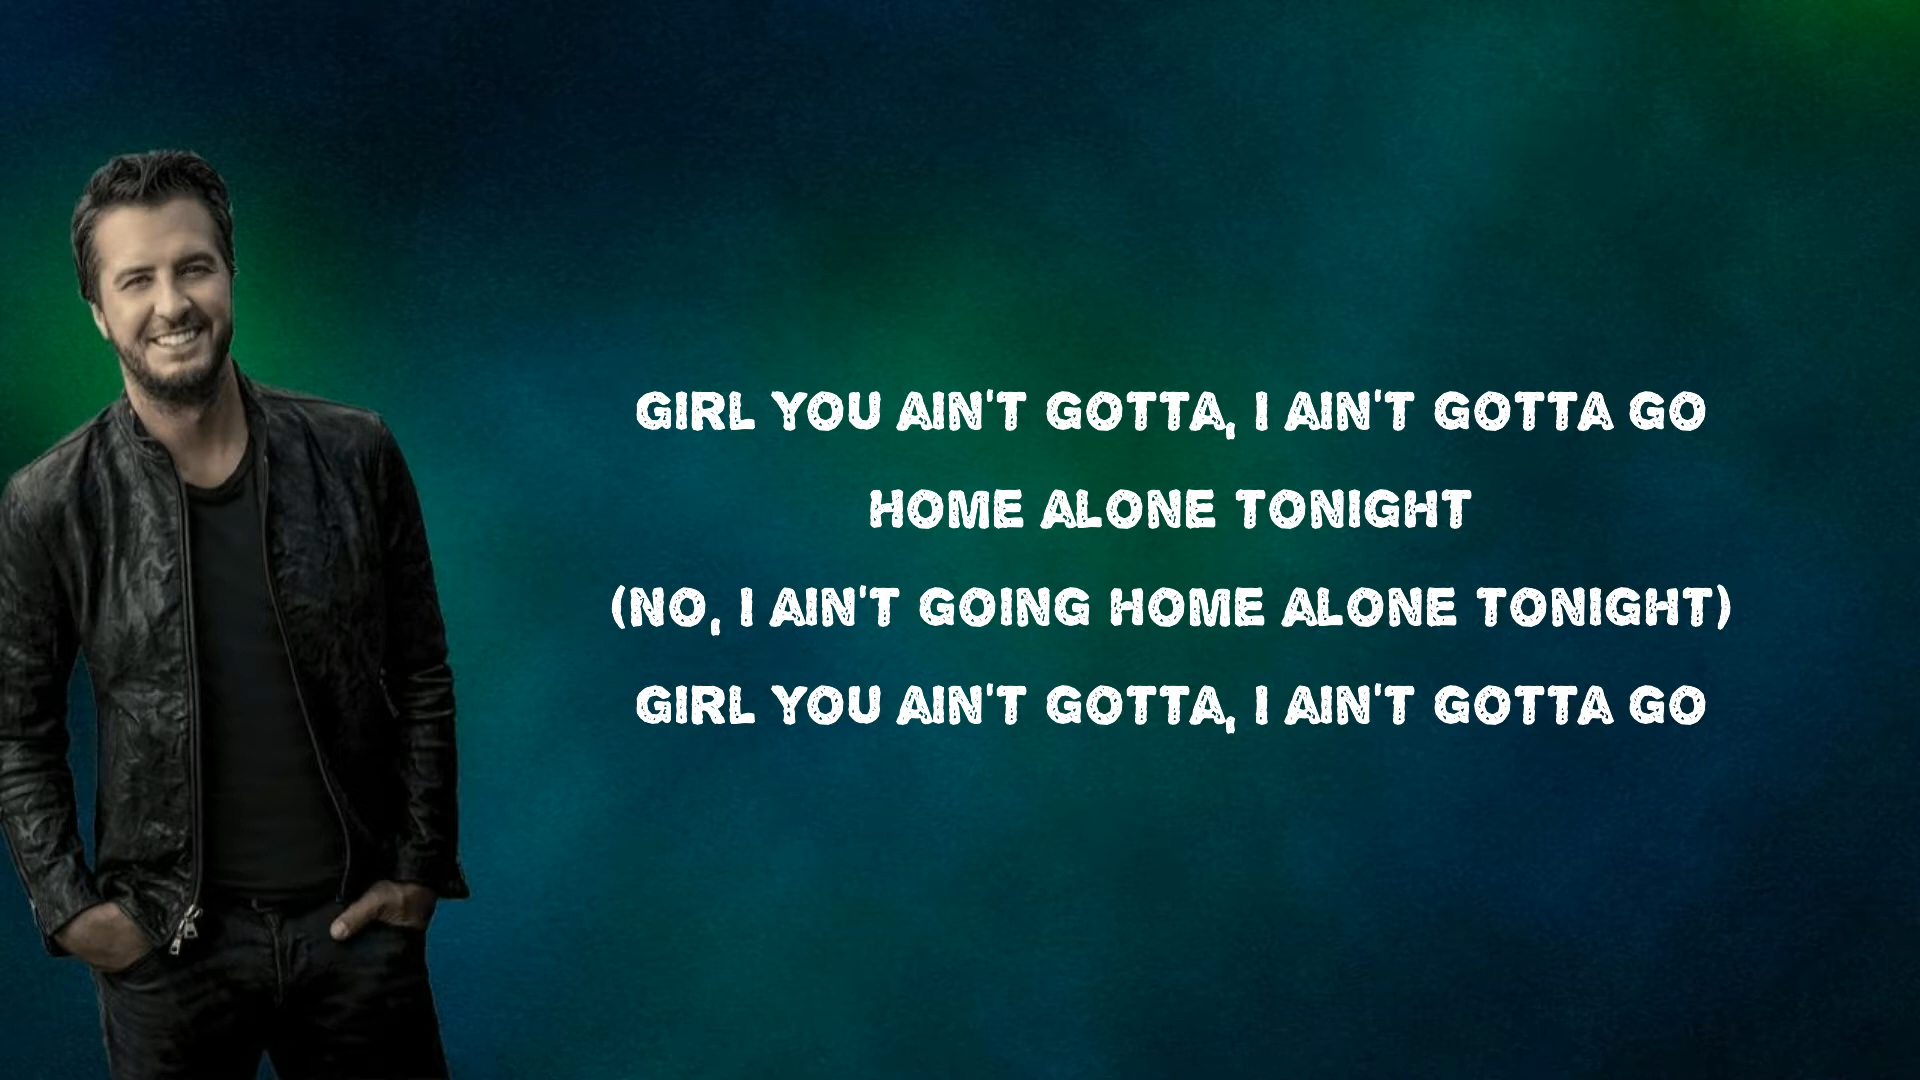 GIRL YOU AIN'T GOTTA, I AIN'T GOTTA GO
HOME ALONE TONIGHT
(NO, I AIN'T GOING HOME ALONE TONIGHT)
GIRL YOU AIN'T GOTTA, I AIN'T GOTTA GO